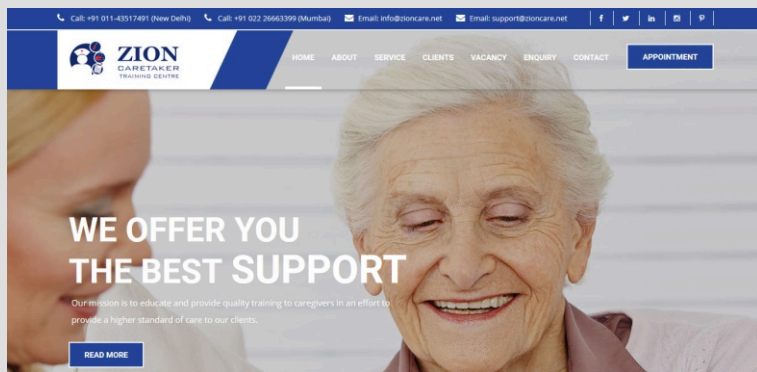 Call: +91 011-43517491 (New Delhi) Call: +91 022 26663399 (Mumbai) Email: info@zioncare.net Email: support@zioncare.net
ZION
CARETAKER
TRAINING CENTRE
HOME ABOUT SERVICE CLIENTS VACANCY ENQUIRY CONTACT APPOINTMENT
WE OFFER YOU
THE BEST SUPPORT
Our mission is to educate and provide quality training to caregivers in an effort to
provide a higher standard of care to our clients.
READ MORE